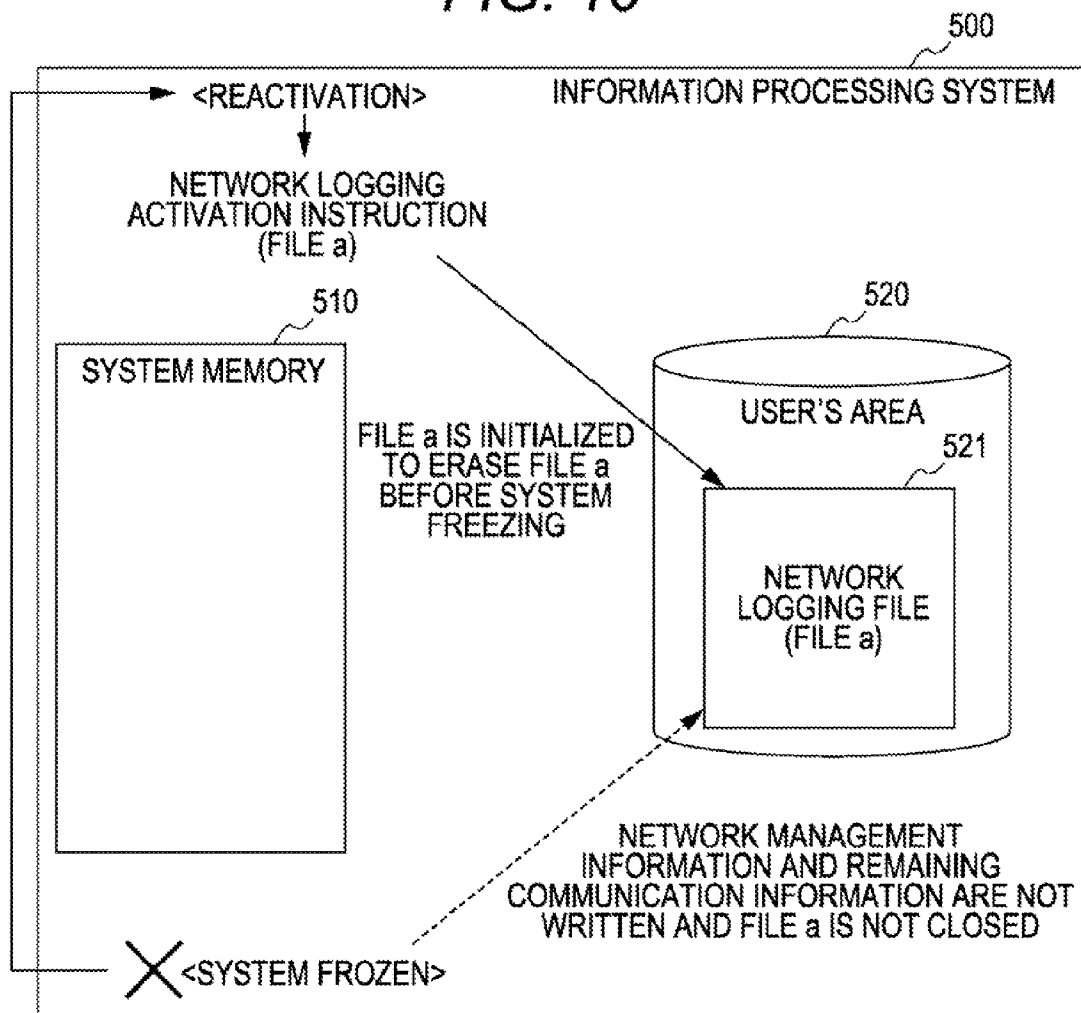 FIG.
500
<REACTIVATION>
INFORMATION PROCESSING SYSTEM
NETWORK LOGGING
ACTIVATION INSTRUCTION
(FILE a)
510
SYSTEM MEMORY
520
USER'S AREA
521
FILE a IS INITIALIZED
TO ERASE FILE a
BEFORE SYSTEM
FREEZING
NETWORK
LOGGING FILE
(FILE a)
NETWORK MANAGEMENT
INFORMATION AND REMAINING
COMMUNICATION INFORMATION ARE NOT
WRITTEN AND FILE a IS NOT CLOSED
<SYSTEM FROZEN>